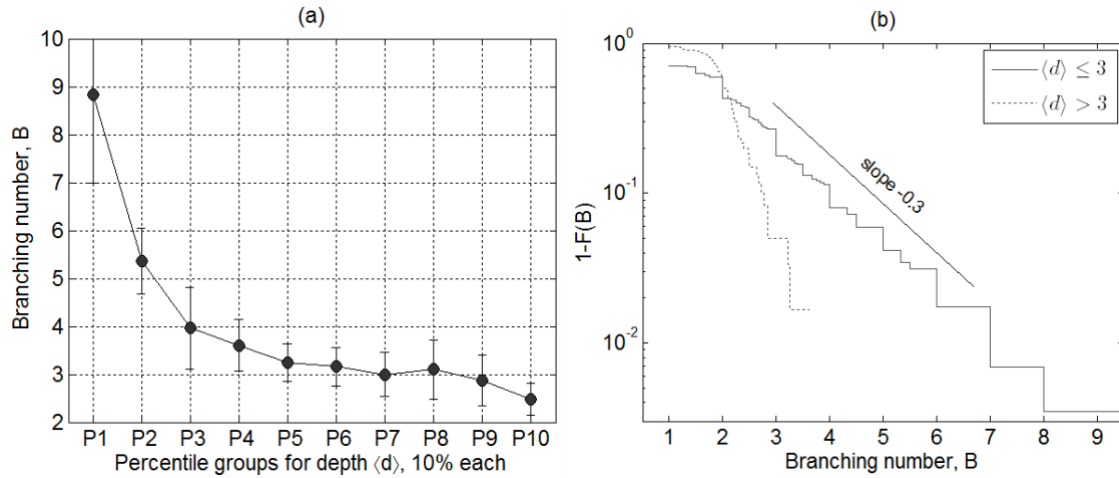 (a)
Branching number, B
10
9
8
7
6
5
4
3
2
P1 P2 P3 P4 P5 P6 P7 P8 P9 P10
Percentile groups for depth ⟨d⟩, 10% each
(b)
1-F(B)
10⁰
10⁻¹
10⁻²
⟨d⟩ ≤ 3
⟨d⟩ > 3
slope -0.3
1 2 3 4 5 6 7 8 9
Branching number, B